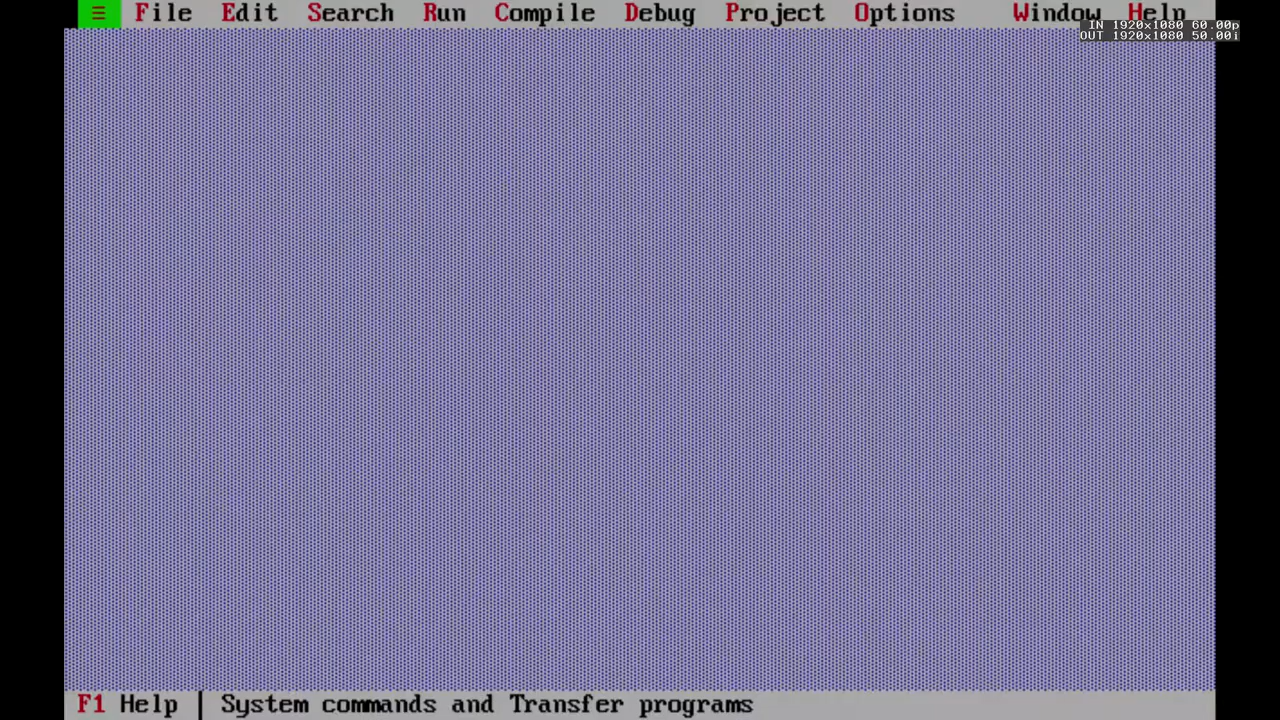 ≡ File Edit Search Run Compile Debug Project Options Window Help
IN 1920x1080 60.00p
OUT 1920x1080 50.00i
F1 Help | System commands and Transfer programs